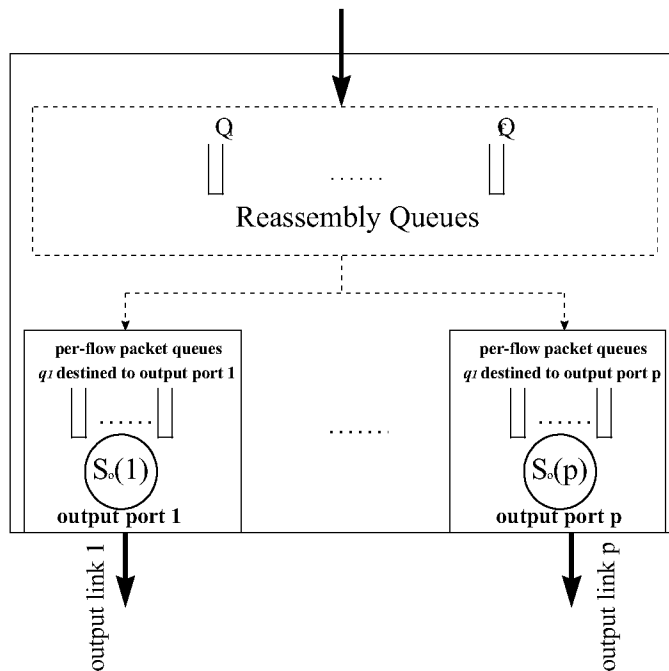 Q Q
......
Reassembly Queues
per-flow packet queues
q1 destined to output port 1
......
So(1)
output port 1
......
per-flow packet queues
q1 destined to output port p
......
So(p)
output port p
output link 1
output link p